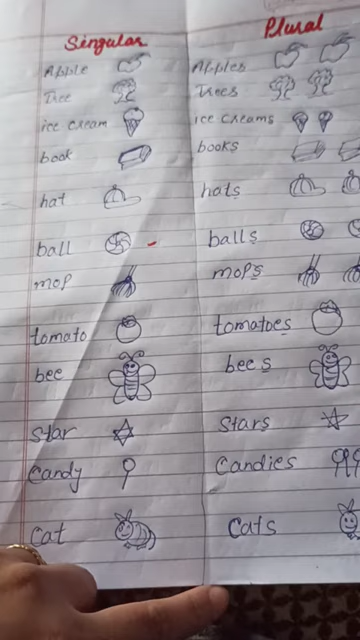 Singular Plural
Apple Apples
Tree Trees
ice cream ice creams
book books
hat hats
ball balls
mop mops
tomato tomatoes
bee bees
star stars
Candy Candies
Cat Cats